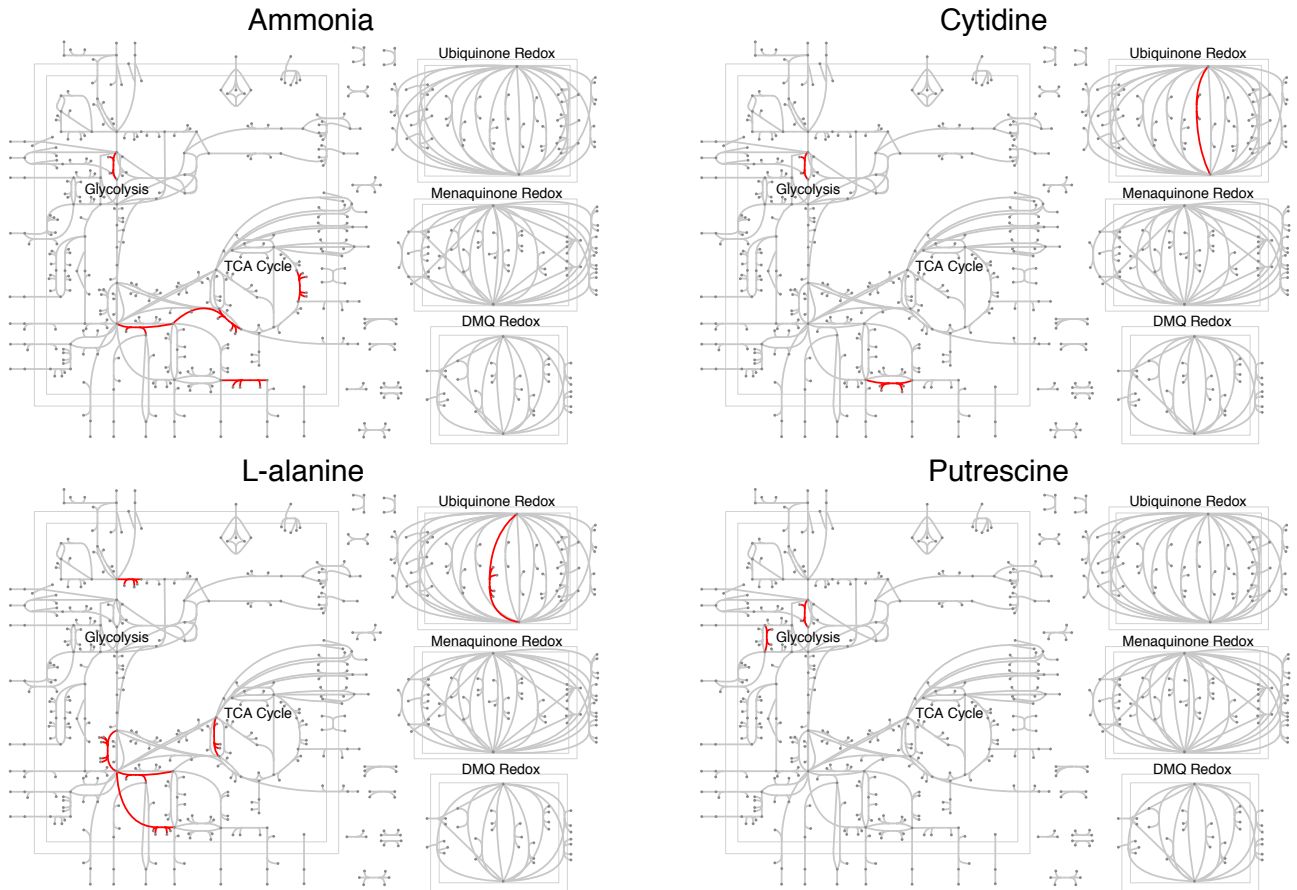 Ammonia
Ubiquinone Redox
Glycolysis
Menaquinone Redox
TCA Cycle
DMQ Redox
Cytidine
Ubiquinone Redox
Glycolysis
Menaquinone Redox
TCA Cycle
DMQ Redox
L-alanine
Ubiquinone Redox
Glycolysis
Menaquinone Redox
TCA Cycle
DMQ Redox
Putrescine
Ubiquinone Redox
Glycolysis
Menaquinone Redox
TCA Cycle
DMQ Redox